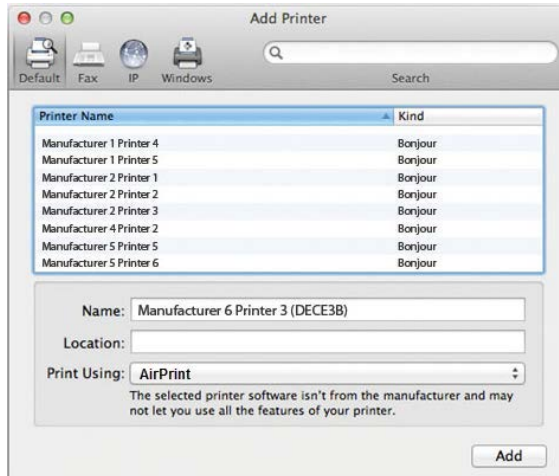 Add Printer
Default Fax IP Windows Search
Printer Name Kind
Manufacturer 1 Printer 4 Bonjour
Manufacturer 1 Printer 5 Bonjour
Manufacturer 2 Printer 1 Bonjour
Manufacturer 2 Printer 2 Bonjour
Manufacturer 2 Printer 3 Bonjour
Manufacturer 4 Printer 2 Bonjour
Manufacturer 5 Printer 5 Bonjour
Manufacturer 5 Printer 6 Bonjour
Name: Manufacturer 6 Printer 3 (DECE3B)
Location:
Print Using: AirPrint
The selected printer software isn't from the manufacturer and may
not let you use all the features of your printer.
Add